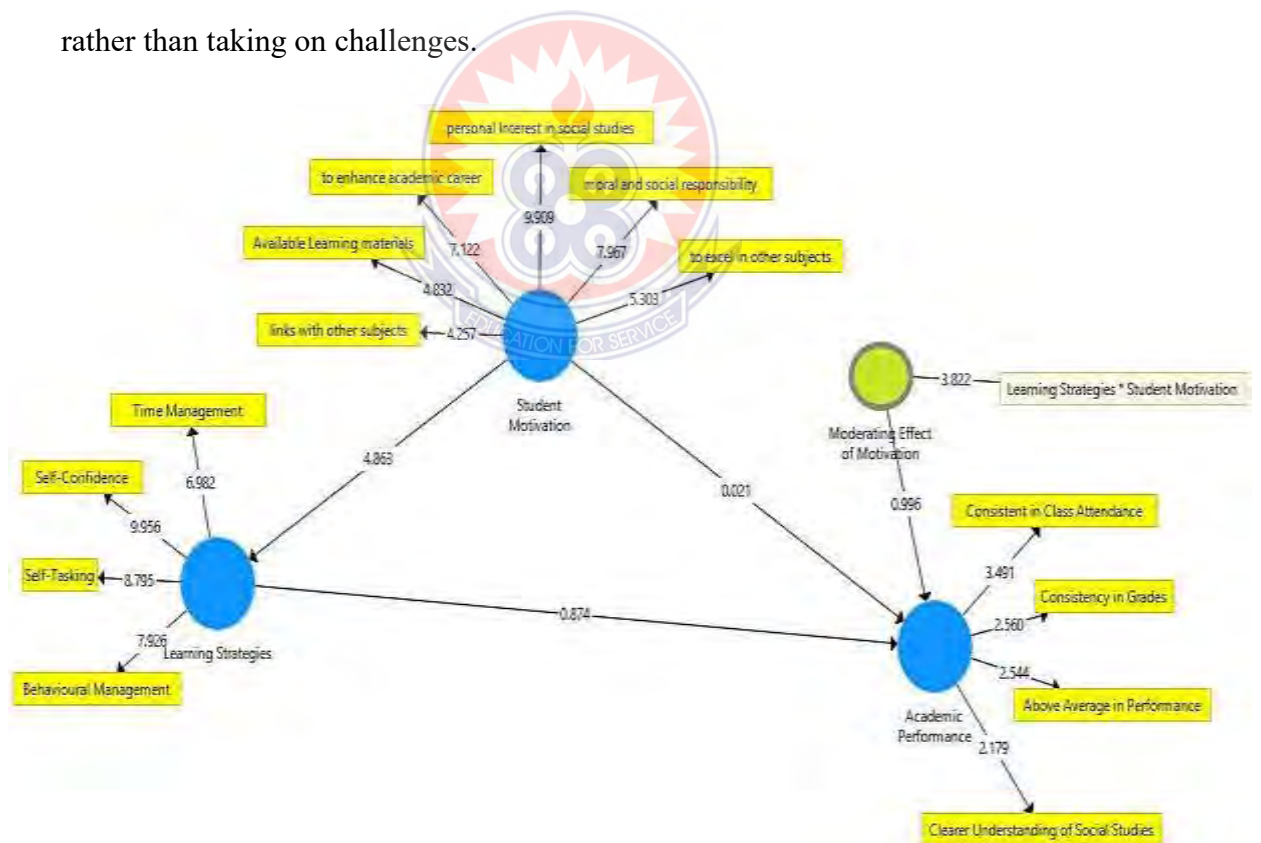 rather than taking on challenges.
personal Interest in social studies
to enhance academic career
moral and social responsibility
9.909
Available Learning materials
7.122
7.967
to excel in other subjects
4.832
5.303
links with other subjects
4.257
EDUCATION FOR SERVICE
3.822
Learning Strategies * Student Motivation
Student
Motivation
Time Management
Moderating Effect
of Motivation
4.863
Self-Confidence
6.982
0.021
0.996
Consistent in Class Attendance
9.956
Self-Tasking
8.795
3.491
Consistency in Grades
0.874
2.560
7.926
Learning Strategies
2.544
Behavioural Management
Above Average in Performance
Academic
Performance
2.179
Clearer Understanding of Social Studies